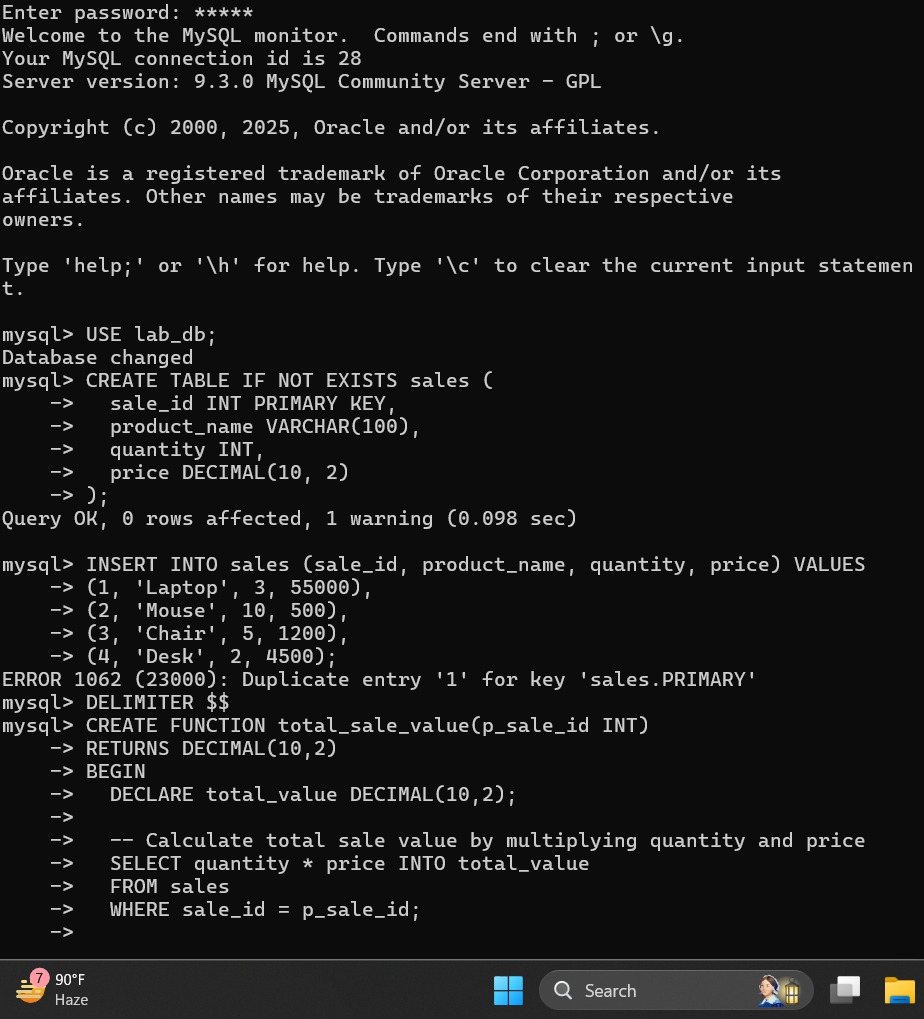 Enter password: *****
Welcome to the MySQL monitor.  Commands end with ; or \g.
Your MySQL connection id is 28
Server version: 9.3.0 MySQL Community Server - GPL

Copyright (c) 2000, 2025, Oracle and/or its affiliates.

Oracle is a registered trademark of Oracle Corporation and/or its
affiliates. Other names may be trademarks of their respective
owners.

Type 'help;' or '\h' for help. Type '\c' to clear the current input statemen
t.

mysql> USE lab_db;
Database changed
mysql> CREATE TABLE IF NOT EXISTS sales (
    ->   sale_id INT PRIMARY KEY,
    ->   product_name VARCHAR(100),
    ->   quantity INT,
    ->   price DECIMAL(10, 2)
    -> );
Query OK, 0 rows affected, 1 warning (0.098 sec)

mysql> INSERT INTO sales (sale_id, product_name, quantity, price) VALUES
    -> (1, 'Laptop', 3, 55000),
    -> (2, 'Mouse', 10, 500),
    -> (3, 'Chair', 5, 1200),
    -> (4, 'Desk', 2, 4500);
ERROR 1062 (23000): Duplicate entry '1' for key 'sales.PRIMARY'
mysql> DELIMITER $$
mysql> CREATE FUNCTION total_sale_value(p_sale_id INT)
    -> RETURNS DECIMAL(10,2)
    -> BEGIN
    ->   DECLARE total_value DECIMAL(10,2);
    ->
    ->   -- Calculate total sale value by multiplying quantity and price
    ->   SELECT quantity * price INTO total_value
    ->   FROM sales
    ->   WHERE sale_id = p_sale_id;
    ->
7
90°F
Haze
Search